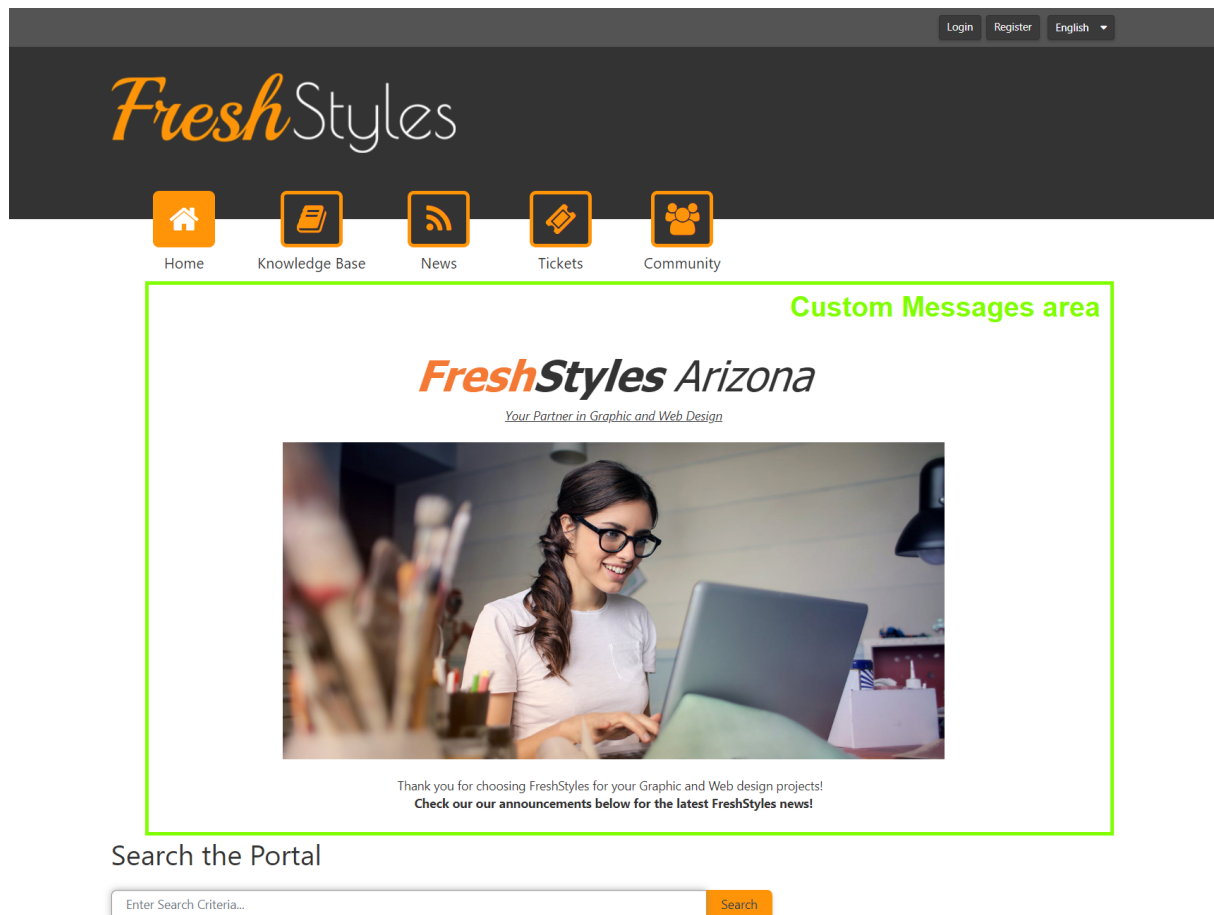 Login Register English
FreshStyles
Home Knowledge Base News Tickets Community
Custom Messages area
FreshStyles Arizona
Your Partner in Graphic and Web Design
Thank you for choosing FreshStyles for your Graphic and Web design projects!
Check our our announcements below for the latest FreshStyles news!
Search the Portal
Enter Search Criteria... Search